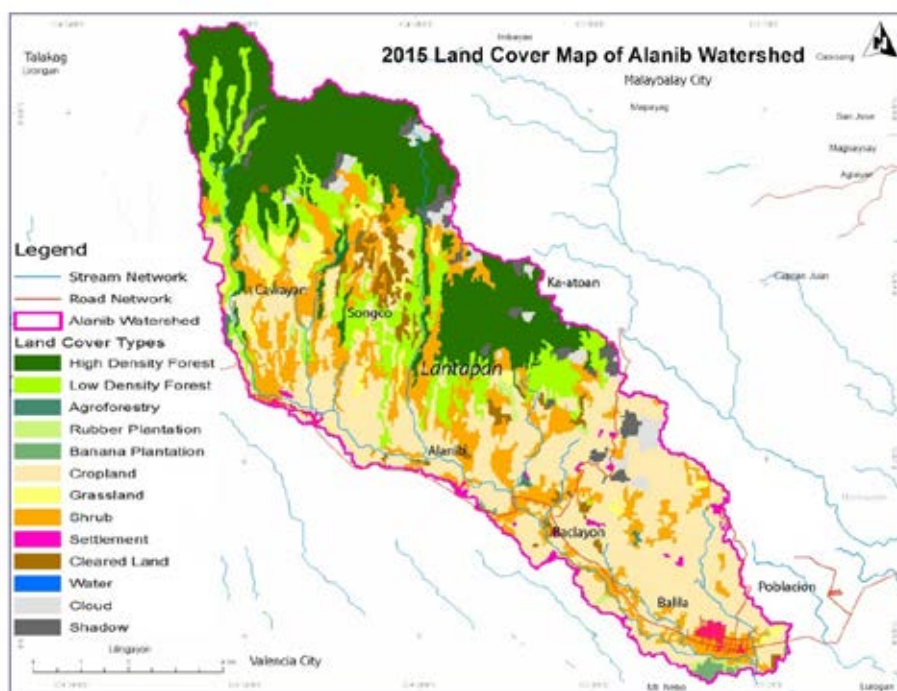 2015 Land Cover Map of Alanib Watershed
Talakag
Malaybalay City
San Jose
Magsaysay
Legend
Stream Network
Road Network
Alanib Watershed
Land Cover Types
High Density Forest
Low Density Forest
Agroforestry
Rubber Plantation
Banana Plantation
Cropland
Grassland
Shrub
Settlement
Cleared Land
Water
Cloud
Shadow
Cawayan
Songco
Ka-atoan
Lantapan
Alanib
Baclayon
Balila
Poblacion
Valencia City